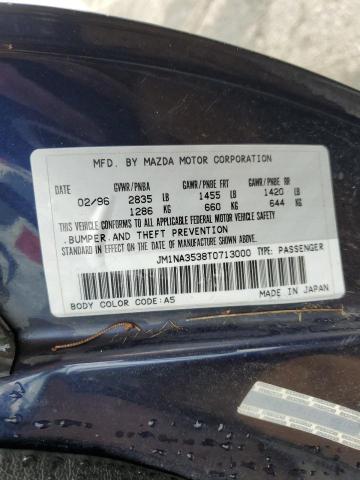 MFD. BY MAZDA MOTOR CORPORATION
DATE GVWR/PNBA GAWR/PNBE FRT GAWR/PNBE RR
02/96 2835 LB 1455 LB 1420 LB
1286 KG 660 KG 644 KG
THIS VEHICLE CONFORMS TO ALL APPLICABLE FEDERAL MOTOR VEHICLE SAFETY
,BUMPER,AND THEFT PREVENTION
STANDARD IN EFFECT ON THE DATE OF MANUFACTURE SHOWN ABOVE.
JM1NA3538T0713000 TYPE: PASSENGER
BODY COLOR CODE:A5 MADE IN JAPAN